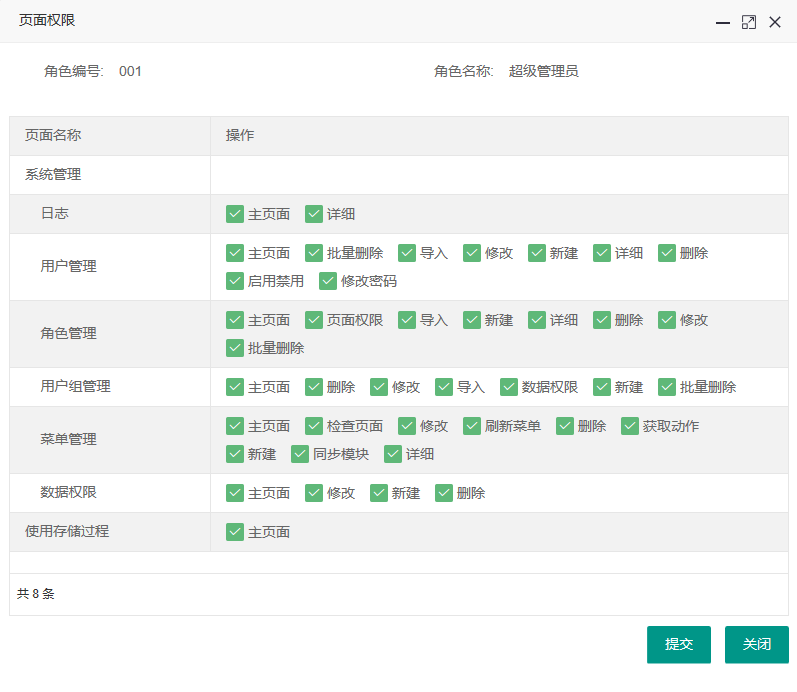 页面权限
角色编号: 001 角色名称: 超级管理员
页面名称 操作
系统管理
日志 主页面 详细
用户管理 主页面 批量删除 导入 修改 新建 详细 删除
启用禁用 修改密码
角色管理 主页面 页面权限 导入 新建 详细 删除 修改
批量删除
用户组管理 主页面 删除 修改 导入 数据权限 新建 批量删除
菜单管理 主页面 检查页面 修改 刷新菜单 删除 获取动作
新建 同步模块 详细
数据权限 主页面 修改 新建 删除
使用存储过程 主页面
共 8 条
提交 关闭